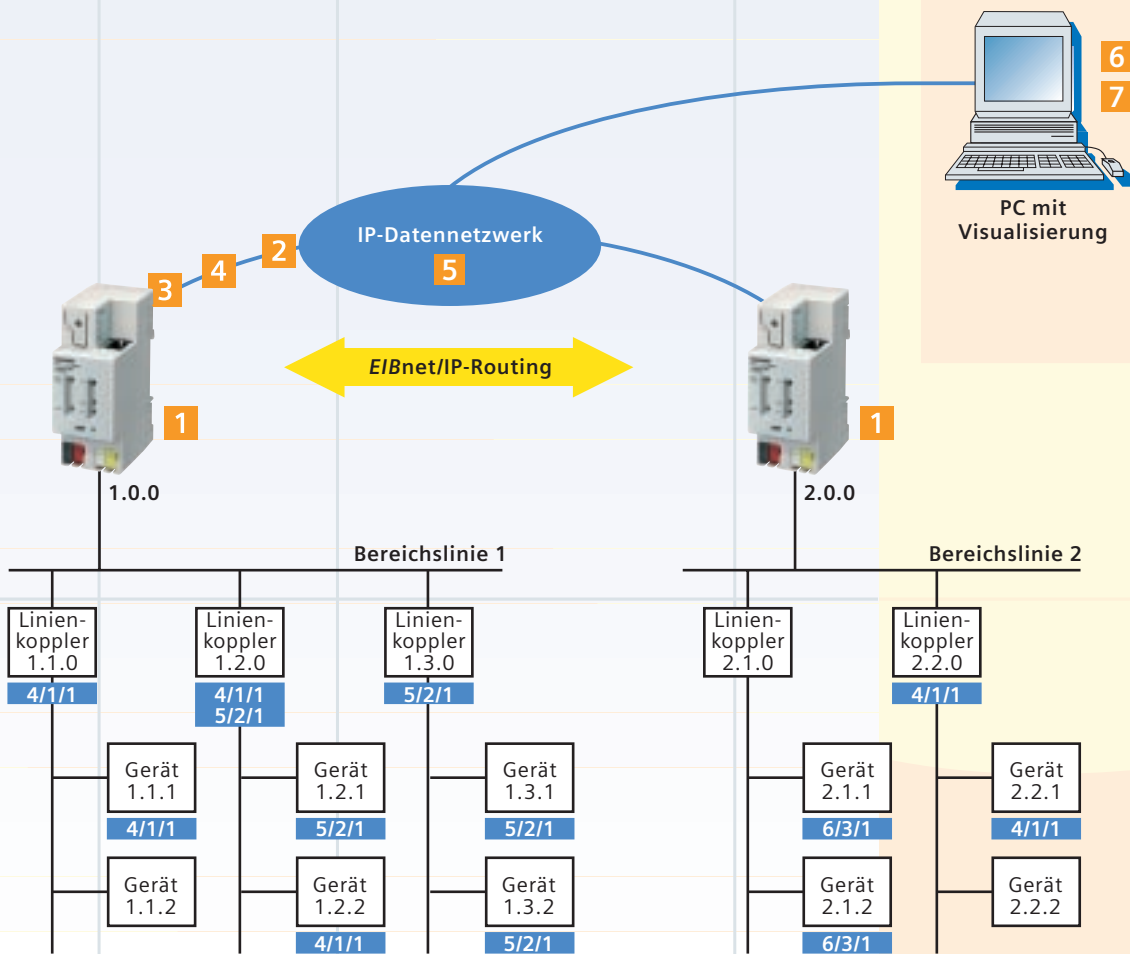 6
7
PC mit
Visualisierung
IP-Datennetzwerk
5
2
4
3
EIBnet/IP-Routing
1
1
1.0.0
2.0.0
Bereichslinie 1
Bereichslinie 2
Linien-
koppler
1.1.0
4/1/1
Linien-
koppler
1.2.0
4/1/1
5/2/1
Linien-
koppler
1.3.0
5/2/1
Linien-
koppler
2.1.0
Linien-
koppler
2.2.0
4/1/1
Gerät
1.1.1
4/1/1
Gerät
1.2.1
5/2/1
Gerät
1.3.1
5/2/1
Gerät
2.1.1
6/3/1
Gerät
2.2.1
4/1/1
Gerät
1.1.2
Gerät
1.2.2
4/1/1
Gerät
1.3.2
5/2/1
Gerät
2.1.2
6/3/1
Gerät
2.2.2